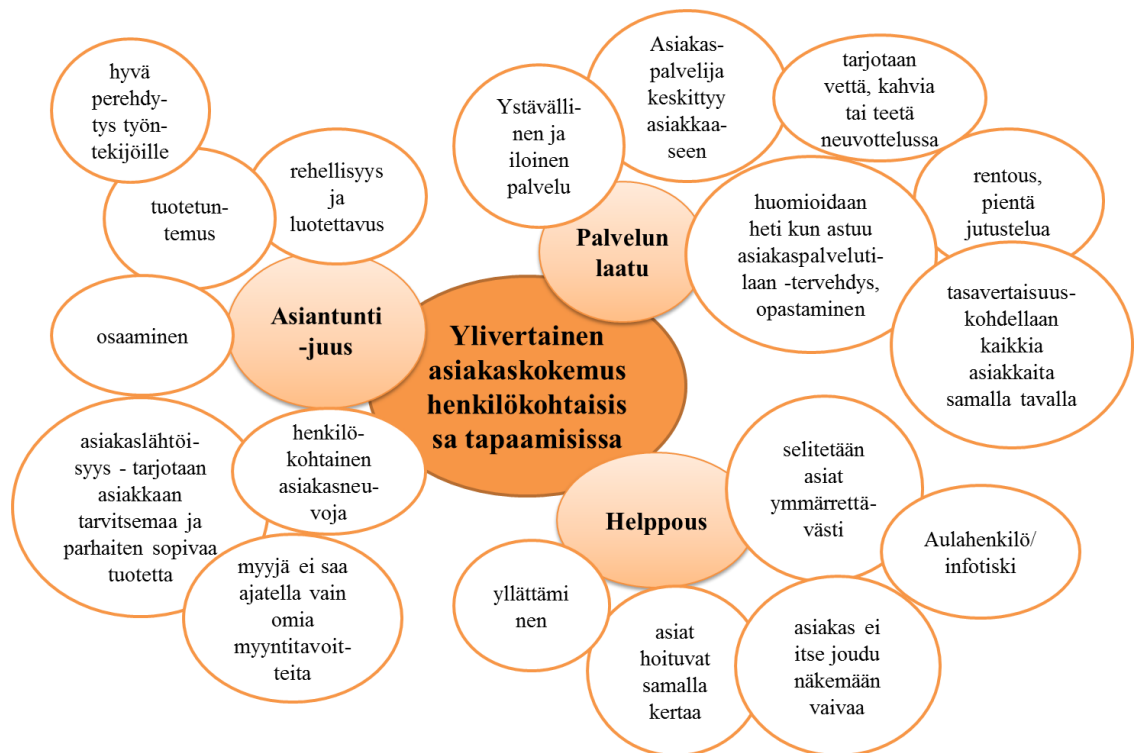 Ylivertainen
asiakaskokemus
henkilökohtaisis
sa tapaamisissa
Asiantunti
-juus
hyvä
perehdy-
tys työn-
tekijöille
tuotetun-
temus
rehellisyys
ja
luotettavus
osaaminen
asiakaslähtöi-
syys - tarjotaan
asiakkaan
tarvitsemaa ja
parhaiten sopivaa
tuotetta
henkilö-
kohtainen
asiakasneu-
voja
myyjä ei saa
ajatella vain
omia
myyntitavoit-
teita
Palvelun
laatu
Ystävälli-
nen ja
iloinen
palvelu
Asiakas-
palvelija
keskittyy
asiakkaa-
seen
tarjotaan
vettä, kahvia
tai teetä
neuvottelussa
huomioidaan
heti kun astuu
asiakaspalveluti-
laan -tervehdys,
opastaminen
rentous,
pientä
jutustelua
tasavertaisuus-
kohdellaan
kaikkia
asiakkaita
samalla tavalla
Helppous
selitetään
asiat
ymmärrettä-
västi
Aulahenkilö/
infotiski
yllättämi
nen
asiat
hoituvat
samalla
kertaa
asiakas ei
itse joudu
näkemään
vaivaa